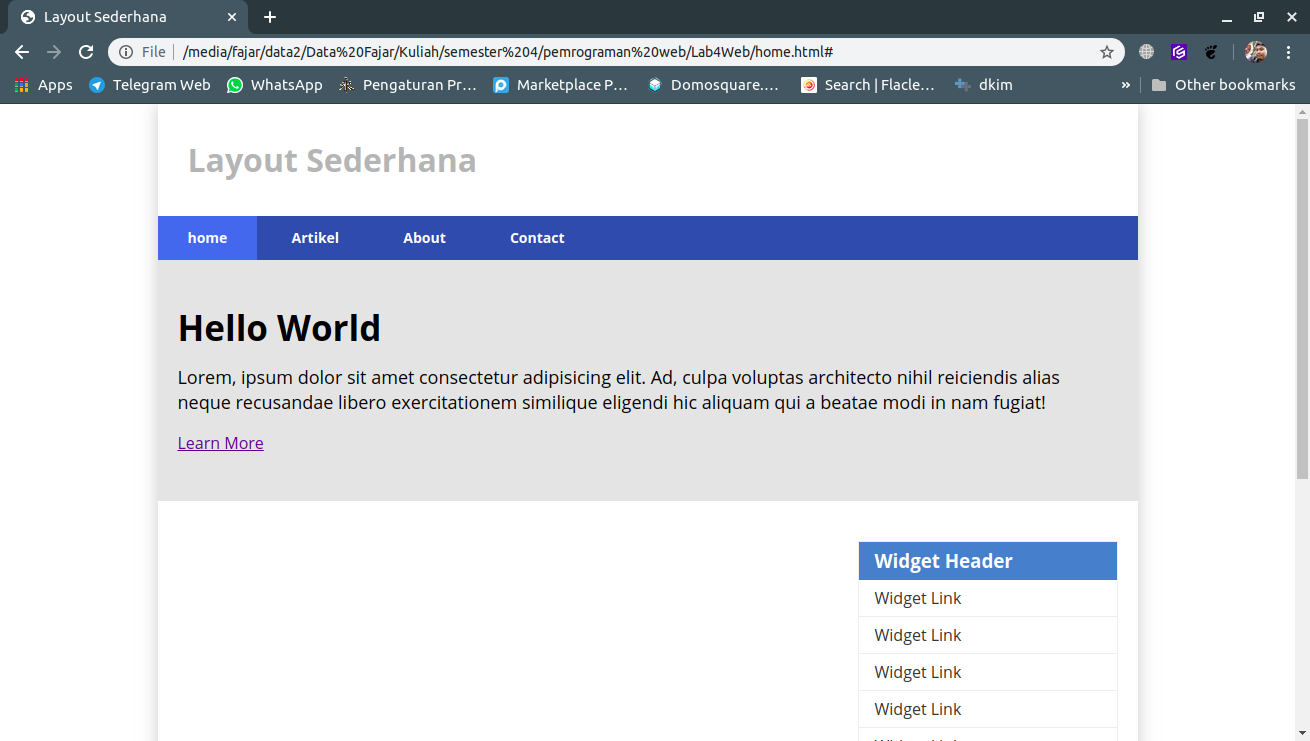 Layout Sederhana
File /media/fajar/data2/Data%20Fajar/Kuliah/semester%204/pemrograman%20web/Lab4Web/home.html#
Apps Telegram Web WhatsApp Pengaturan Pr... Marketplace P... Domosquare.... Search | Flacle... dkim » Other bookmarks
Layout Sederhana
home Artikel About Contact
Hello World
Lorem, ipsum dolor sit amet consectetur adipisicing elit. Ad, culpa voluptas architecto nihil reiciendis alias
neque recusandae libero exercitationem similique eligendi hic aliquam qui a beatae modi in nam fugiat!
Learn More
Widget Header
Widget Link
Widget Link
Widget Link
Widget Link